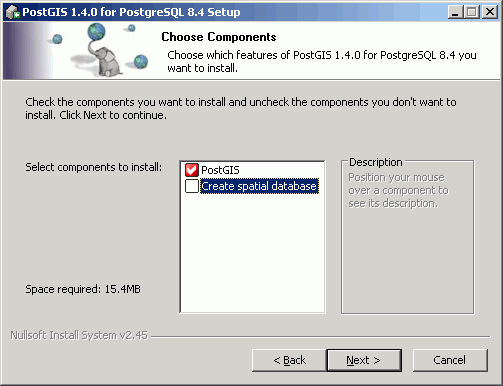 PostGIS 1.4.0 for PostgreSQL 8.4 Setup
Choose Components
Choose which features of PostGIS 1.4.0 for PostgreSQL 8.4 you
want to install.
Check the components you want to install and uncheck the components you don't want to
install. Click Next to continue.
Select components to install:
PostGIS
Create spatial database
Description
Position your mouse
over a component to
see its description.
Space required: 15.4MB
Nullsoft Install System v2.45
< Back
Next >
Cancel